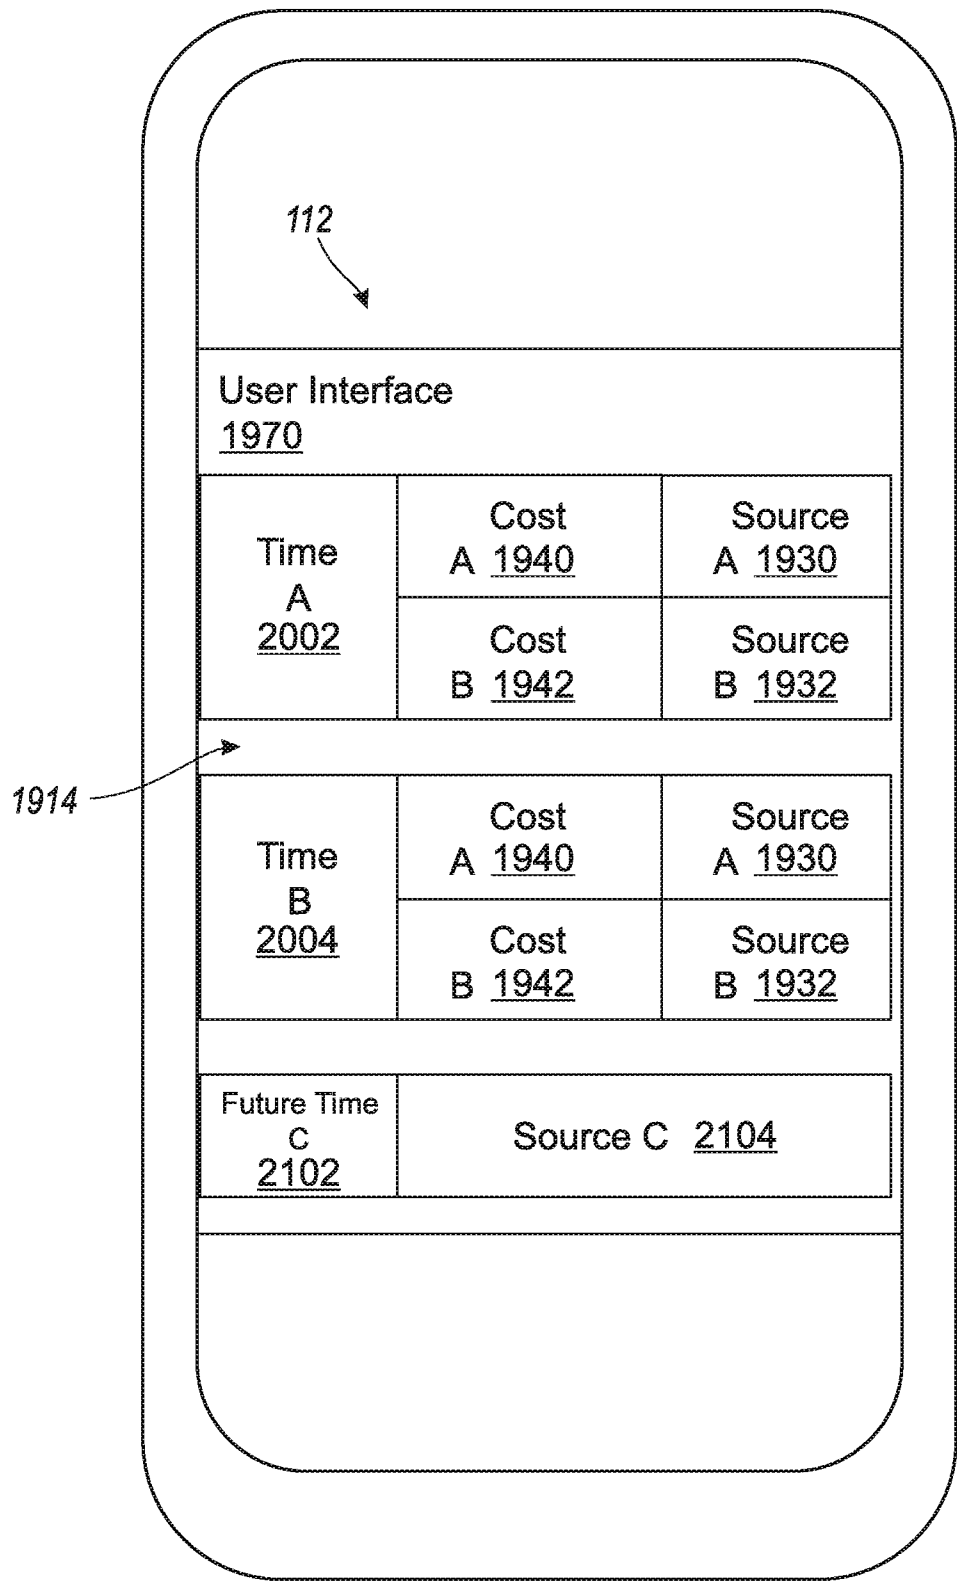 112
User Interface
1970
Time
A
2002
Cost
A 1940
Source
A 1930
Cost
B 1942
Source
B 1932
1914
Time
B
2004
Cost
A 1940
Source
A 1930
Cost
B 1942
Source
B 1932
Future Time
C
2102
Source C 2104